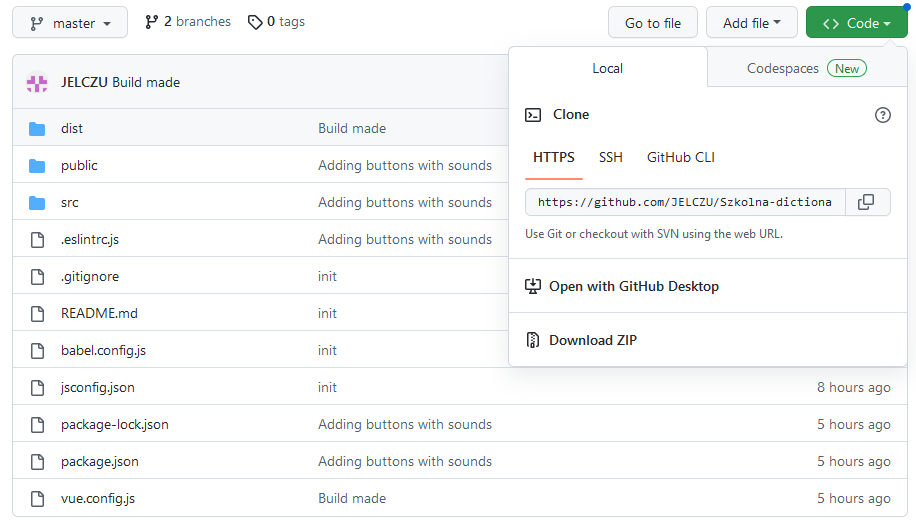 master 2 branches 0 tags Go to file Add file Code
JELCZU Build made
Local Codespaces New
Clone
HTTPS SSH GitHub CLI
https://github.com/JELCZU/Szkolna-dictiona
Use Git or checkout with SVN using the web URL.
Open with GitHub Desktop
Download ZIP
dist Build made
public Adding buttons with sounds
src Adding buttons with sounds
.eslintrc.js Adding buttons with sounds
.gitignore init
README.md init
babel.config.js init
jsconfig.json init 8 hours ago
package-lock.json Adding buttons with sounds 5 hours ago
package.json Adding buttons with sounds 5 hours ago
vue.config.js Build made 5 hours ago